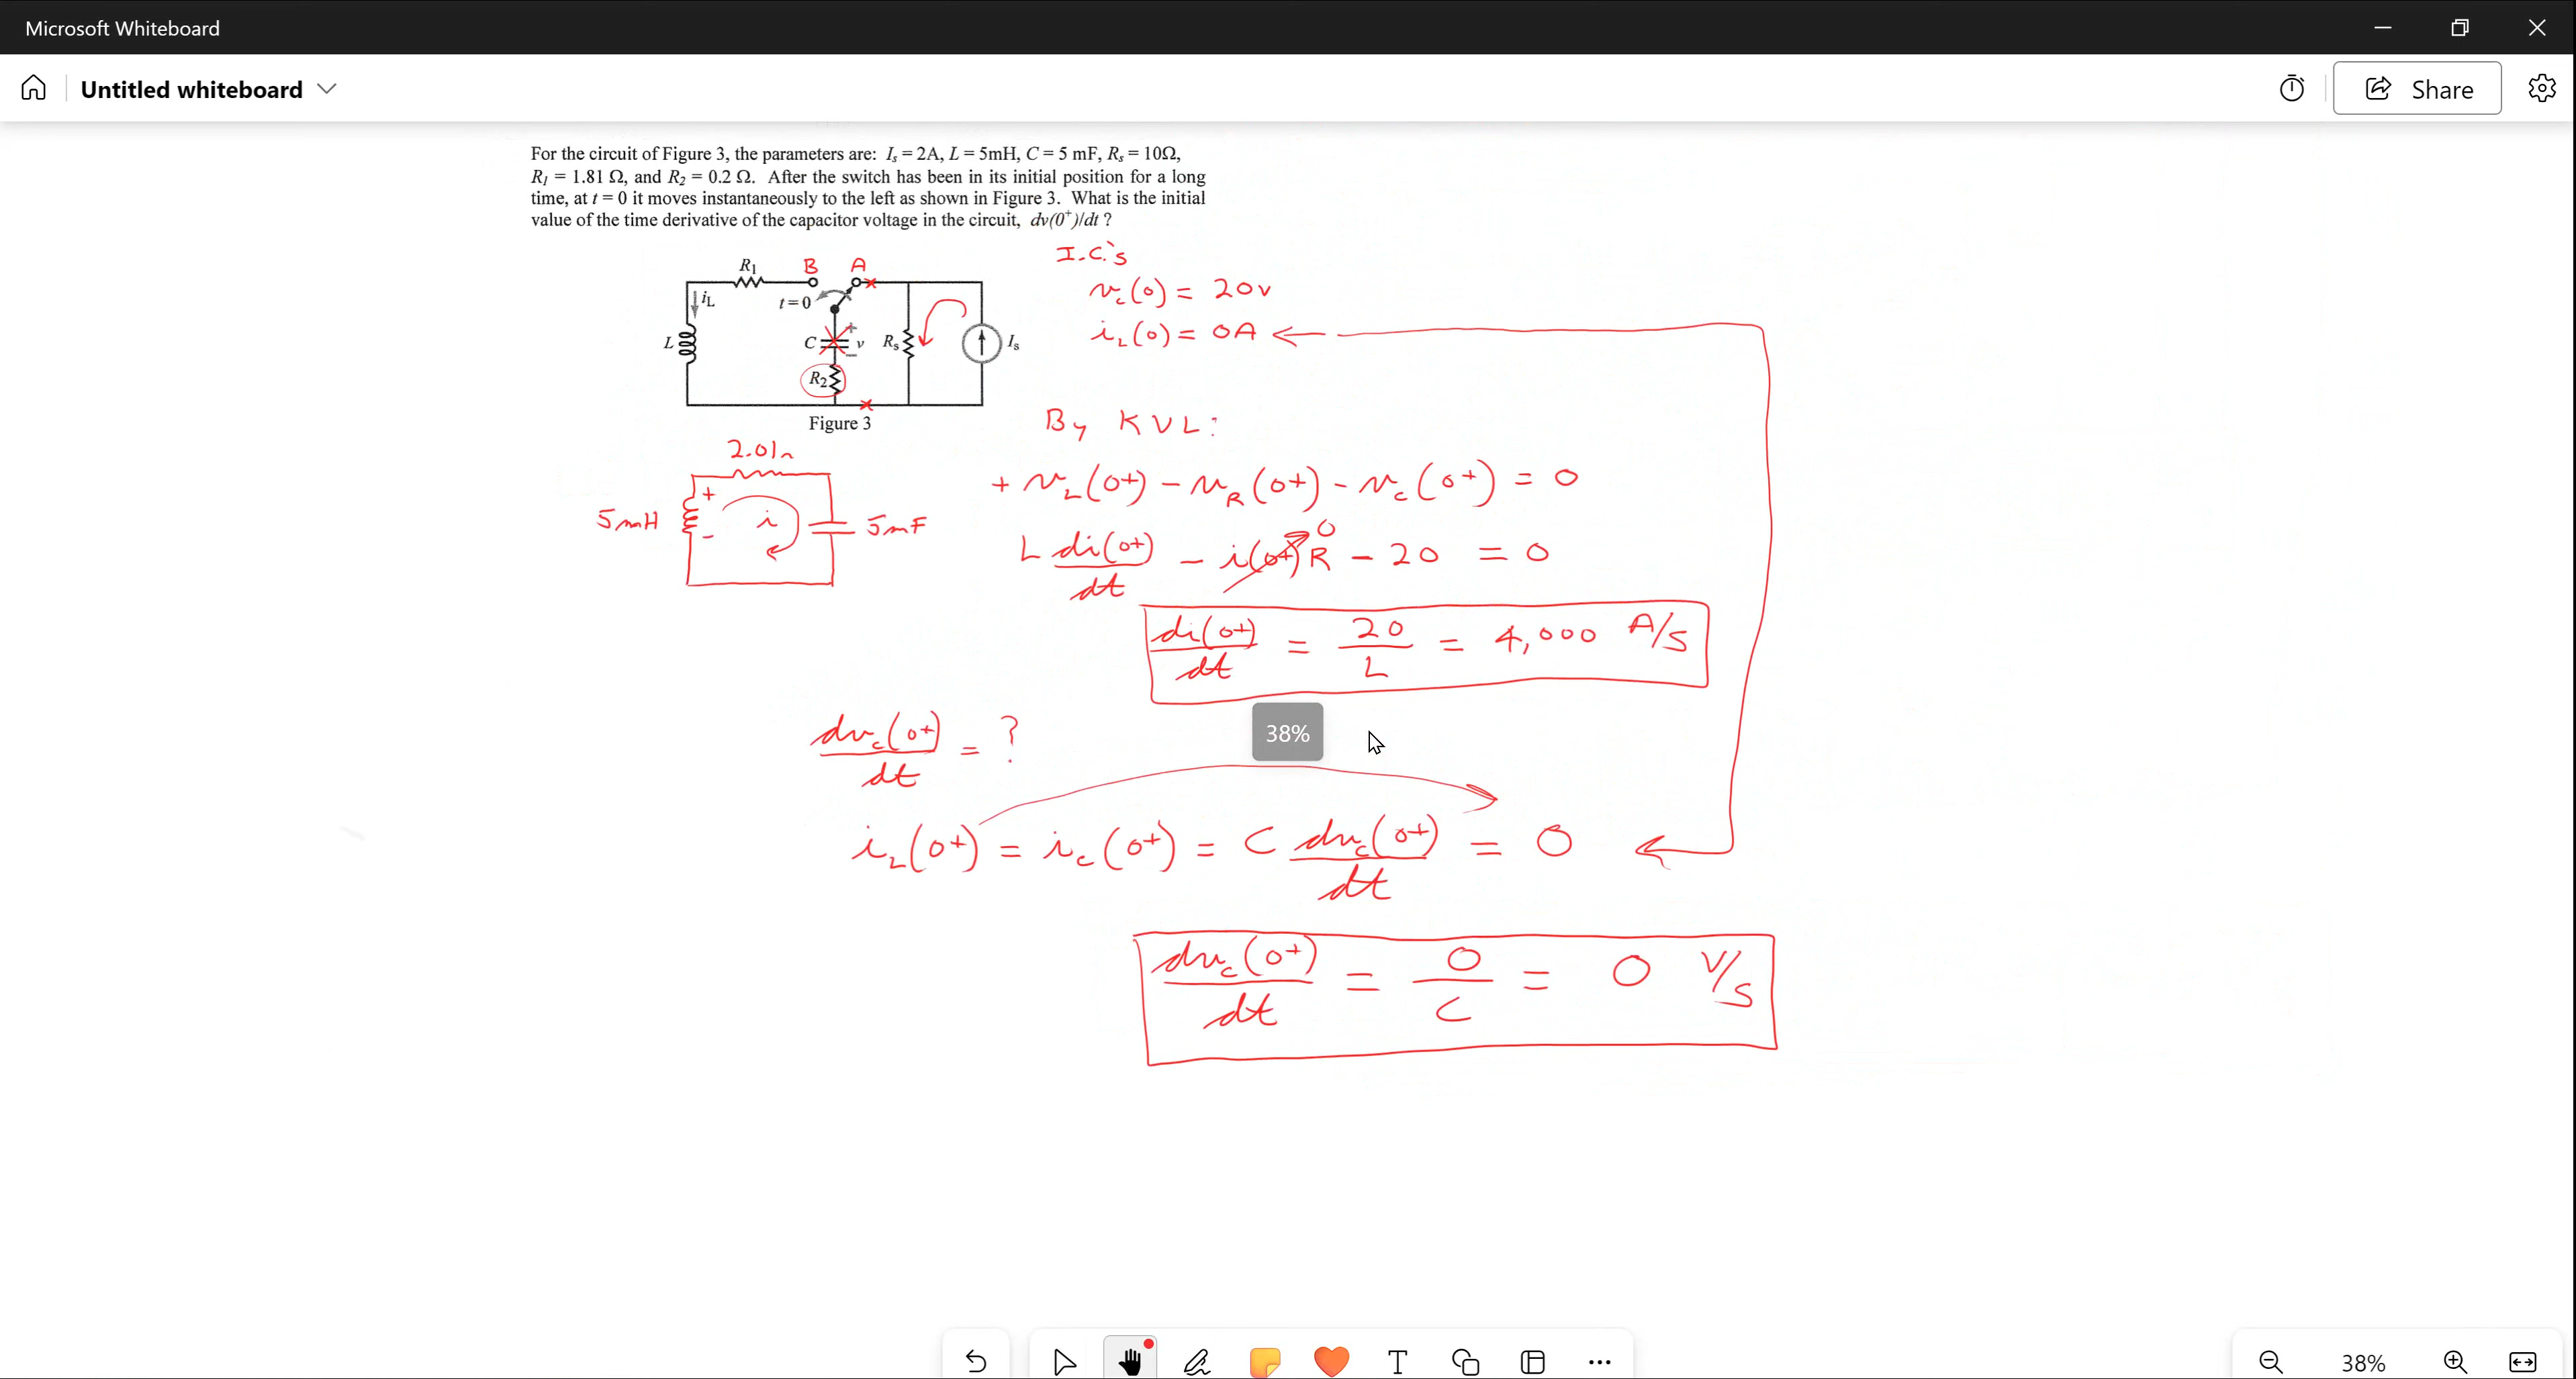 Microsoft Whiteboard
Untitled whiteboard
Share
For the circuit of Figure 3, the parameters are: Is = 2A, L = 5mH, C = 5 mF, Rs = 10Ω,
R1 = 1.81 Ω, and R2 = 0.2 Ω. After the switch has been in its initial position for a long
time, at t = 0 it moves instantaneously to the left as shown in Figure 3. What is the initial
value of the time derivative of the capacitor voltage in the circuit, dv(0+)/dt ?
R1 B A
iL t = 0
L C + v − Rs Is
R2
Figure 3
I.C.'s
vc(0) = 20v
iL(0) = 0A
2.01Ω
5mH + i − 5mF
By KVL:
+ vL(0+) − vR(0+) − vc(0+) = 0
L di(0+)/dt − i(0+)R 0 − 20 = 0
di(0+)/dt = 20/L = 4,000 A/s
38%
dvc(0+)/dt = ?
iL(0+) = ic(0+) = C dvc(0+)/dt = 0
dvc(0+)/dt = 0/C = 0 V/s
T
38%